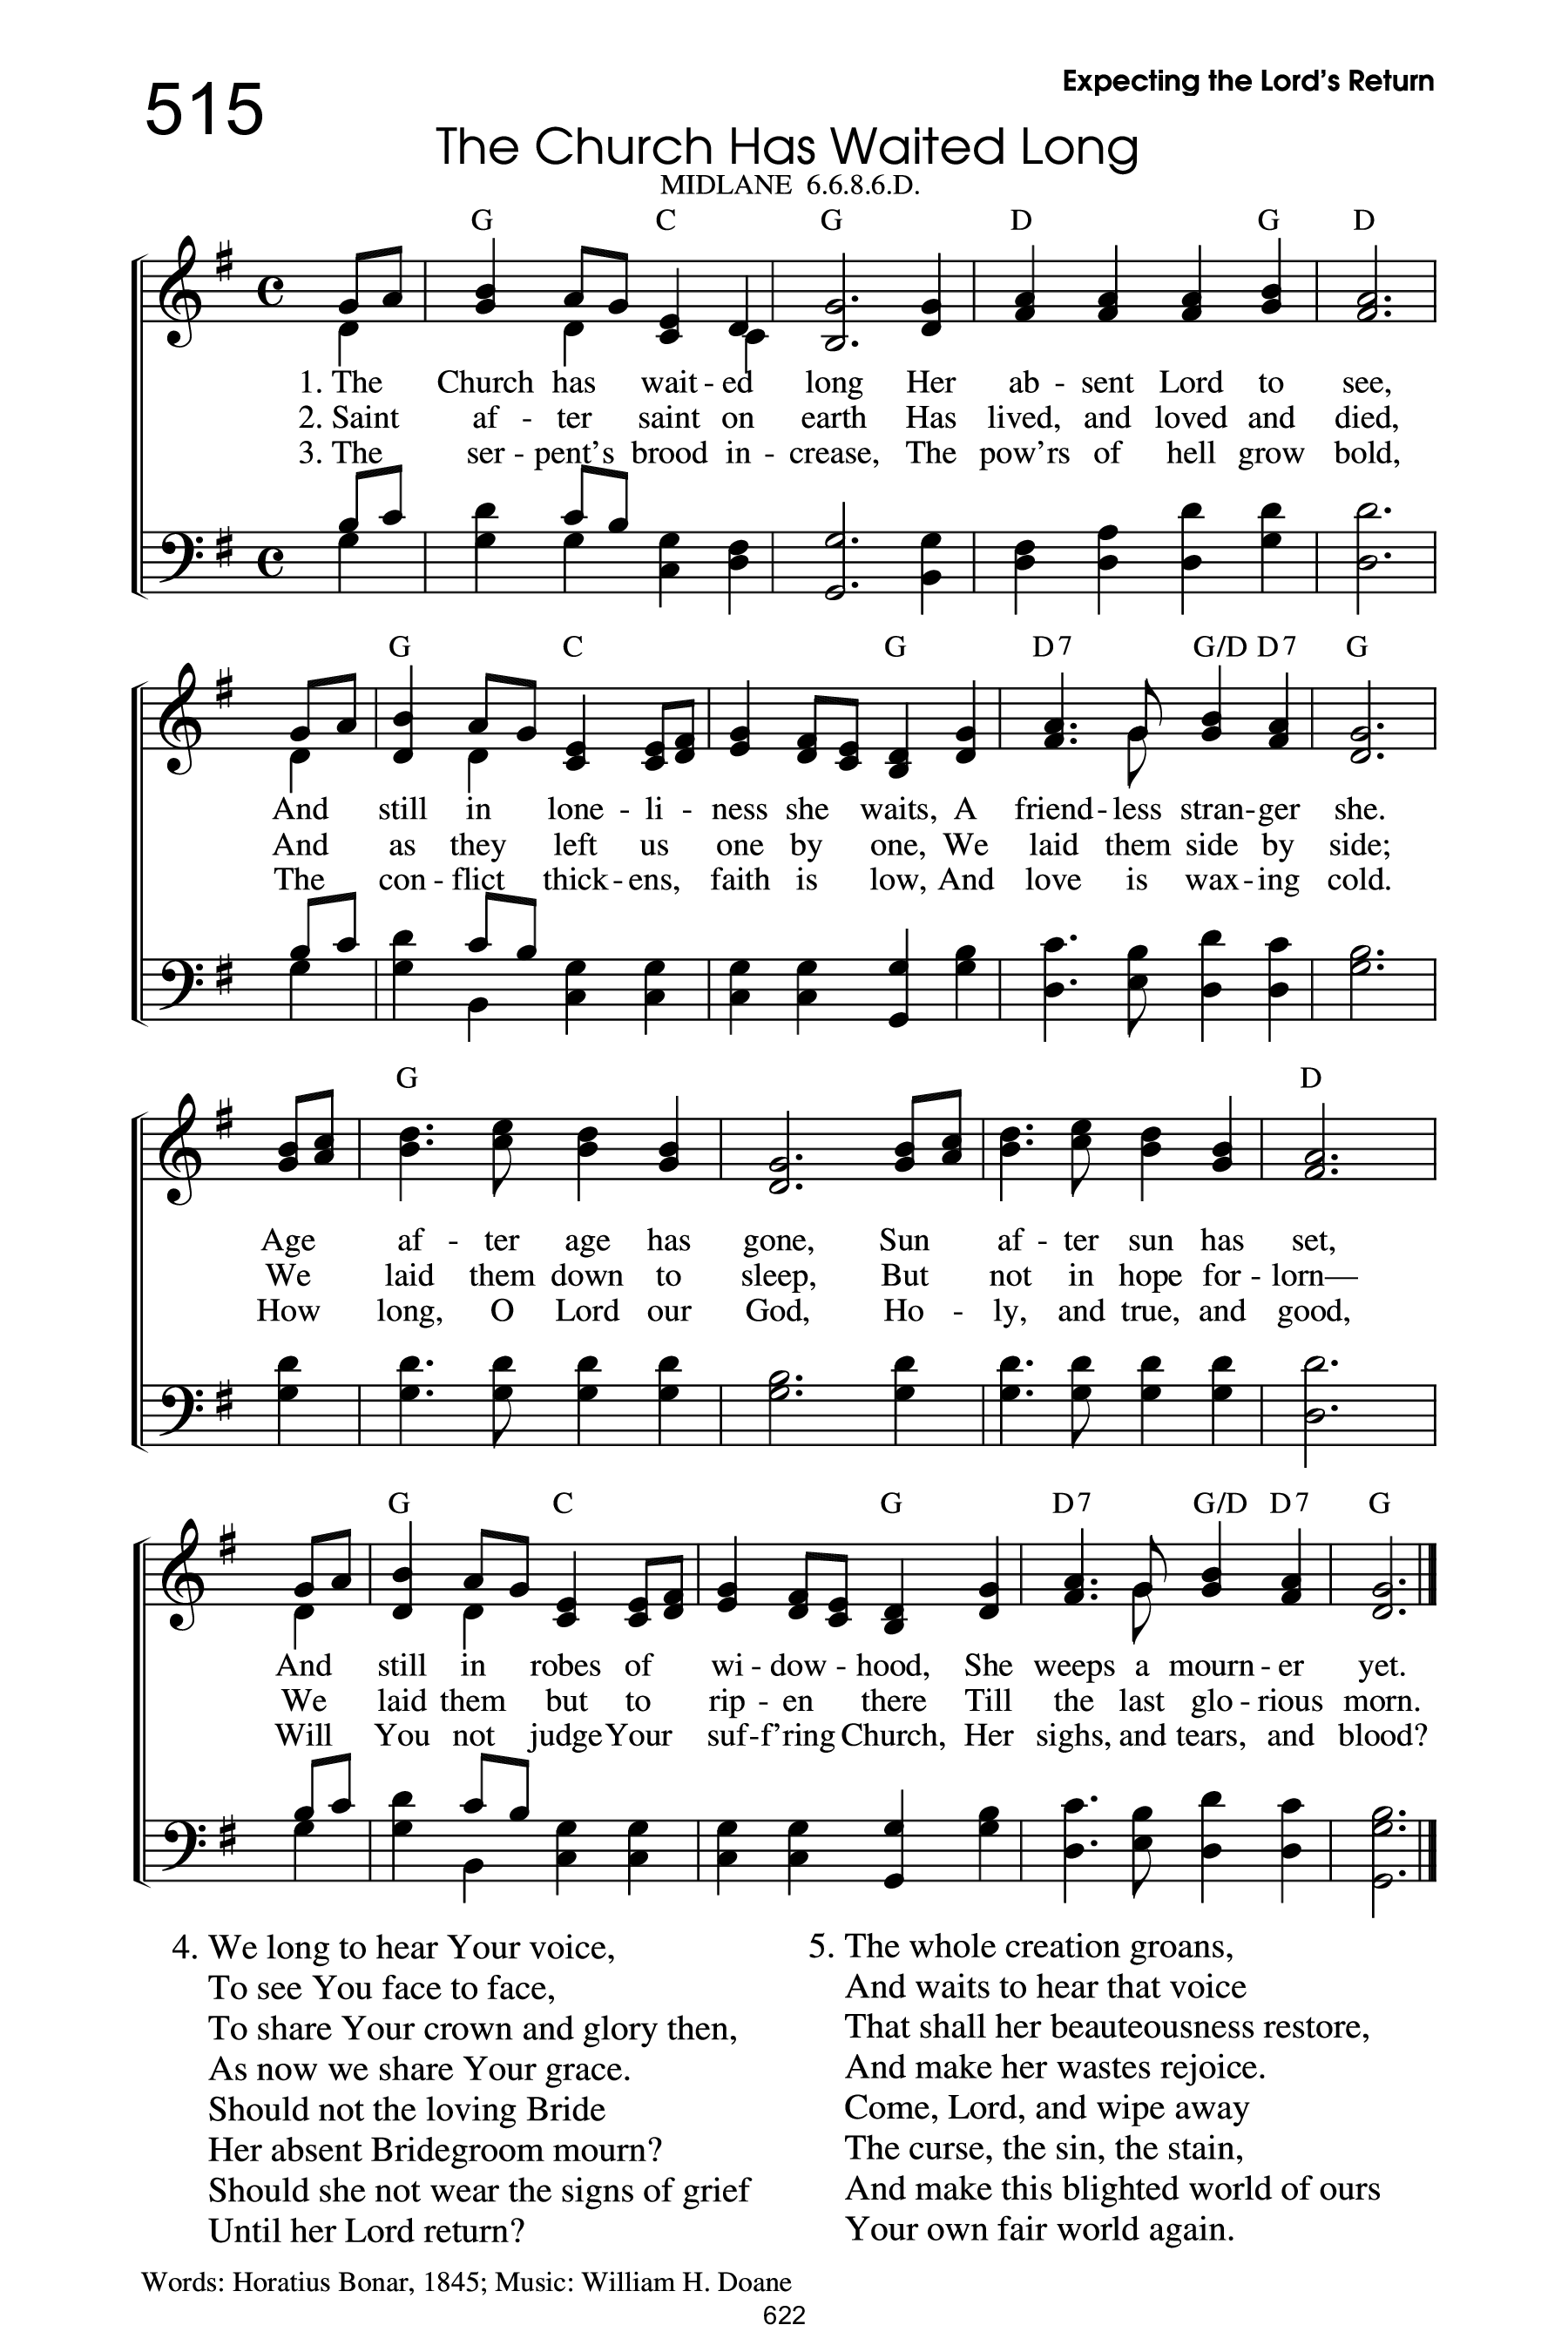 515
Expecting the Lord's Return
The Church Has Waited Long
MIDLANE 6.6.8.6.D.
G C G D G D
1. The Church has wait - ed long Her ab - sent Lord to see,
2. Saint af - ter saint on earth Has lived, and loved and died,
3. The ser - pent's brood in - crease, The pow'rs of hell grow bold,
G C G D7 G/D D7 G
And still in lone - li - ness she waits, A friend - less stran - ger she.
And as they left us one by one, We laid them side by side;
The con - flict thick - ens, faith is low, And love is wax - ing cold.
G D
Age af - ter age has gone, Sun af - ter sun has set,
We laid them down to sleep, But not in hope for - lorn—
How long, O Lord our God, Ho - ly, and true, and good,
G C G D7 G/D D7 G
And still in robes of wi - dow - hood, She weeps a mourn - er yet.
We laid them but to rip - en there Till the last glo - rious morn.
Will You not judge Your suf - f'ring Church, Her sighs, and tears, and blood?
4. We long to hear Your voice,
To see You face to face,
To share Your crown and glory then,
As now we share Your grace.
Should not the loving Bride
Her absent Bridegroom mourn?
Should she not wear the signs of grief
Until her Lord return?
5. The whole creation groans,
And waits to hear that voice
That shall her beauteousness restore,
And make her wastes rejoice.
Come, Lord, and wipe away
The curse, the sin, the stain,
And make this blighted world of ours
Your own fair world again.
Words: Horatius Bonar, 1845; Music: William H. Doane
622